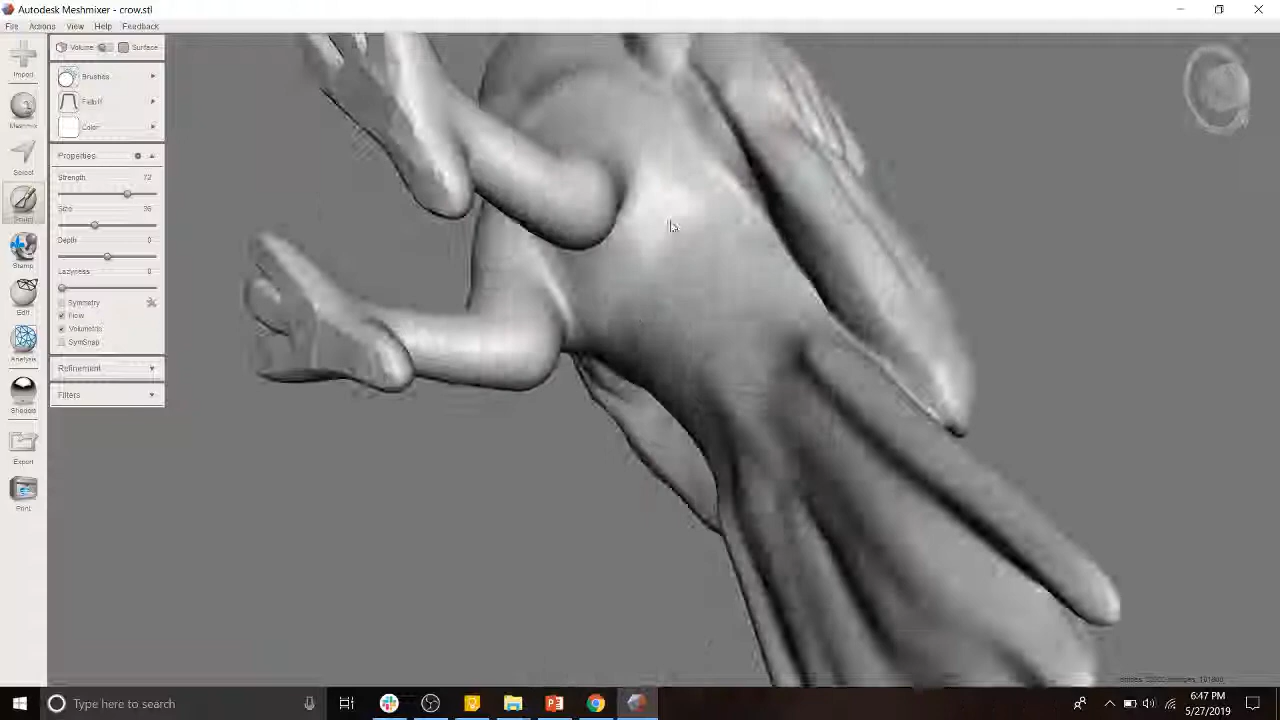 Autodesk Meshmixer - crow.stl
File Actions View Help Feedback
Volume Surface
Import
Brushes
Falloff
Meshmix
Color
Properties
Select
Strength 72
Size 36
Sculpt
Depth 0
Stamp
Lazyness 0
Symmetry
Edit
Flow
Volumetric
SymSnap
Analysis
Refinement
Filters
Shaders
Export
Print
Type here to search
6:47 PM
5/27/2019